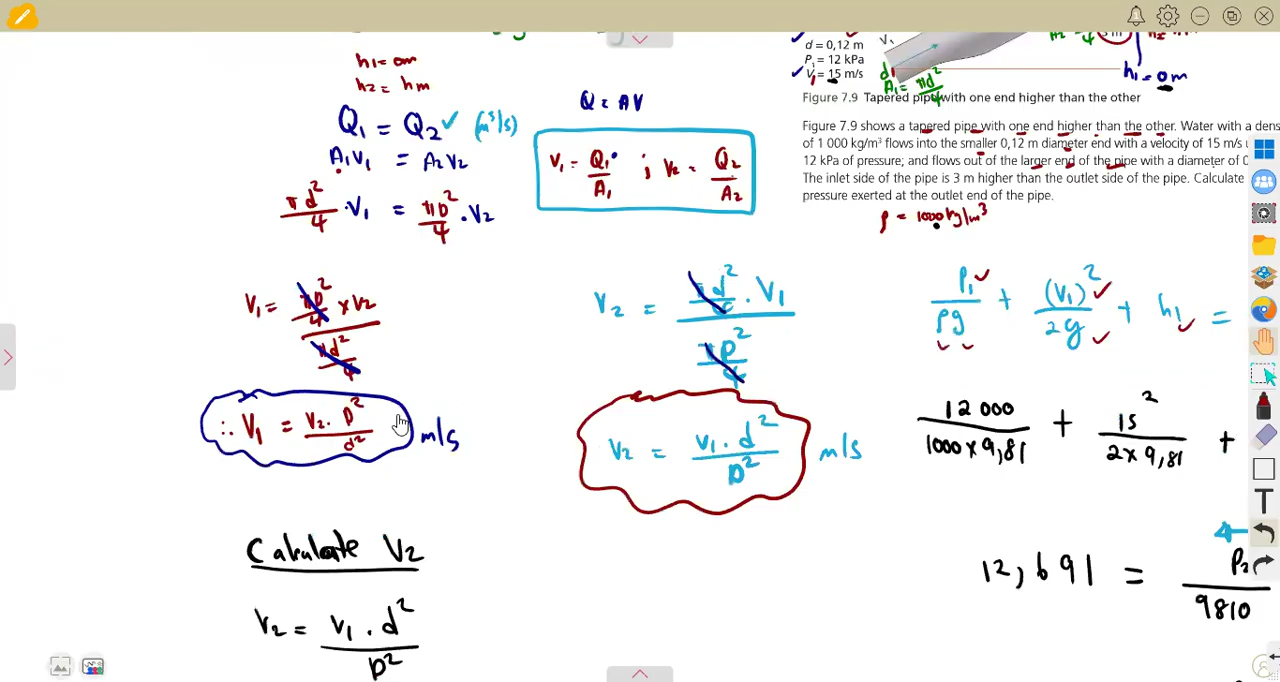 h1 = 0m
h2 = hm
Q1 = Q2 ✓ (m³/s)
A1V1 = A2V2
πd²/4 · V1 = πD²/4 · V2
Q = AV
V1 = Q1/A1 ; V2 = Q2/A2
V1 = πD²/4 × V2 / πd²/4
∴ V1 = V2 · D²/d² m/s
V2 = πd²/4 · V1 / πD²/4
V2 = V1 · d²/D² m/s
Calculate V2
V2 = V1 · d²/D²
d = 0,12 m
P1 = 12 kPa
V1 = 15 m/s
V1
d
A1 = πd²/4
h1 = 0m
Figure 7.9 Tapered pipe with one end higher than the other
Figure 7.9 shows a tapered pipe with one end higher than the other. Water with a dens
of 1 000 kg/m³ flows into the smaller 0,12 m diameter end with a velocity of 15 m/s
12 kPa of pressure; and flows out of the larger end of the pipe with a diameter of 0
The inlet side of the pipe is 3 m higher than the outlet side of the pipe. Calculate
pressure exerted at the outlet end of the pipe.
ρ = 1000 kg/m³
P1/ρg + (V1)²/2g + h1 =
12 000/1000 × 9,81 + 15²/2 × 9,81 +
12,691 = P2/9810